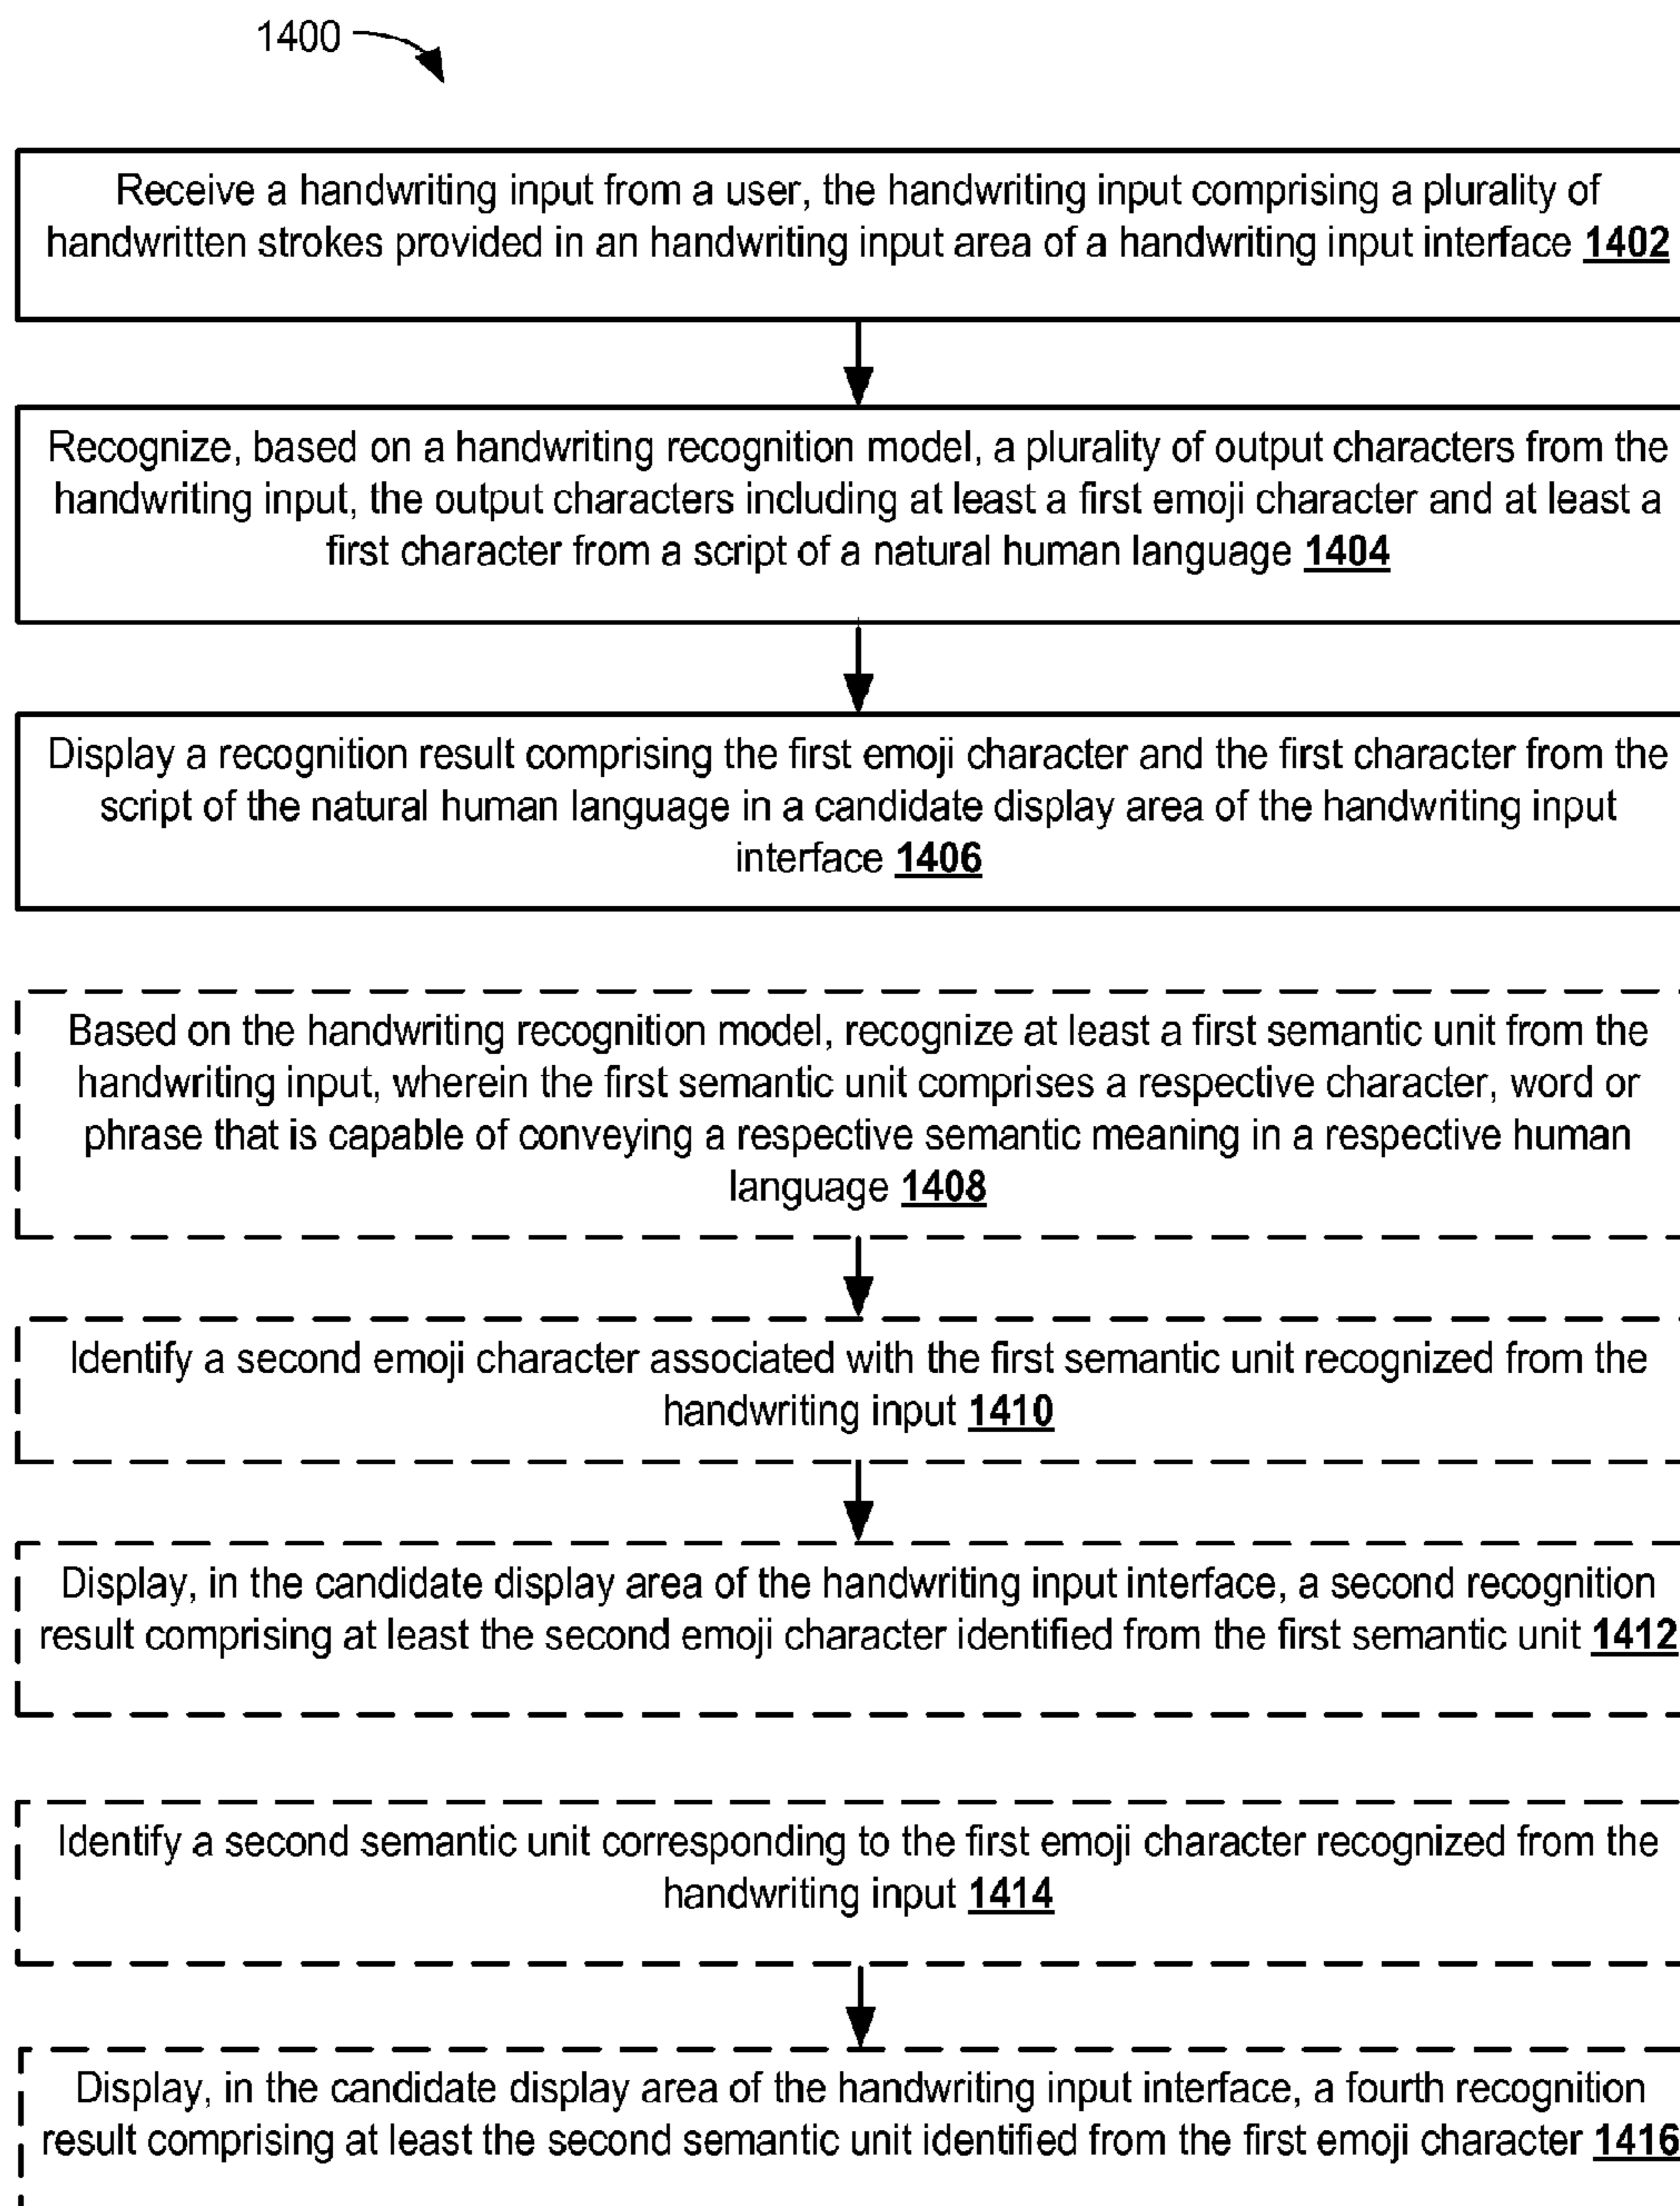 1400
Receive a handwriting input from a user, the handwriting input comprising a plurality of
handwritten strokes provided in an handwriting input area of a handwriting input interface 1402
Recognize, based on a handwriting recognition model, a plurality of output characters from the
handwriting input, the output characters including at least a first emoji character and at least a
first character from a script of a natural human language 1404
Display a recognition result comprising the first emoji character and the first character from the
script of the natural human language in a candidate display area of the handwriting input
interface 1406
Based on the handwriting recognition model, recognize at least a first semantic unit from the
handwriting input, wherein the first semantic unit comprises a respective character, word or
phrase that is capable of conveying a respective semantic meaning in a respective human
language 1408
Identify a second emoji character associated with the first semantic unit recognized from the
handwriting input 1410
Display, in the candidate display area of the handwriting input interface, a second recognition
result comprising at least the second emoji character identified from the first semantic unit 1412
Identify a second semantic unit corresponding to the first emoji character recognized from the
handwriting input 1414
Display, in the candidate display area of the handwriting input interface, a fourth recognition
result comprising at least the second semantic unit identified from the first emoji character 1416